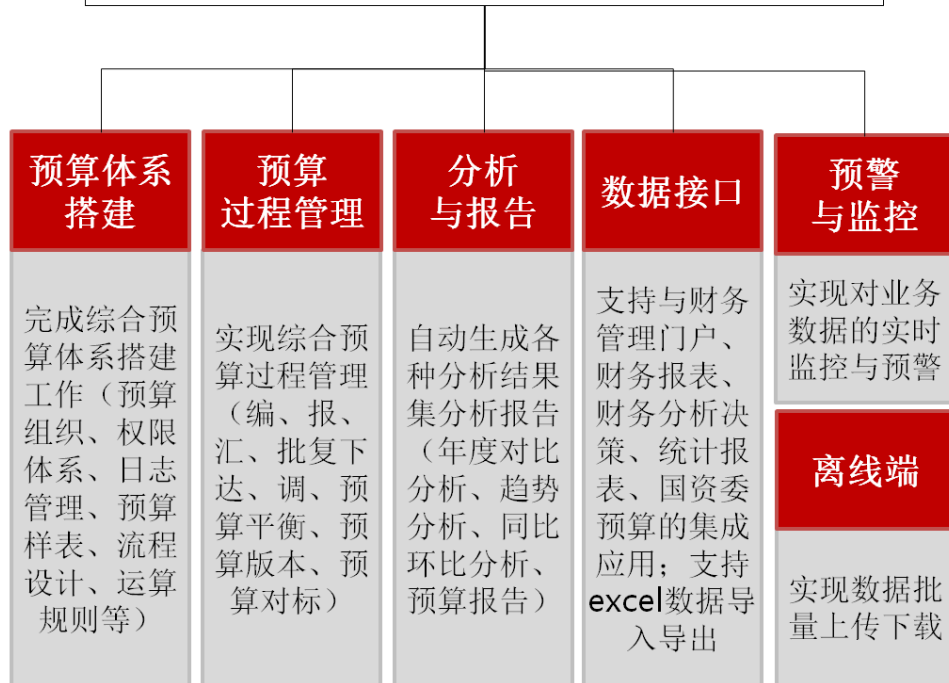 预算体系
搭建
完成综合预
算体系搭建
工作（预算
组织、权限
体系、日志
管理、预算
样表、流程
设计、运算
规则等）
预算
过程管理
实现综合预
算过程管理
（编、报、
汇、批复下
达、调、预
算平衡、预
算版本、预
算对标）
分析
与报告
自动生成各
种分析结果
集分析报告
（年度对比
分析、趋势
分析、同比
环比分析、
预算报告）
数据接口
支持与财务
管理门户、
财务报表、
财务分析决
策、统计报
表、国资委
预算的集成
应用；支持
excel数据导
入导出
预警
与监控
实现对业务
数据的实时
监控与预警
离线端
实现数据批
量上传下载